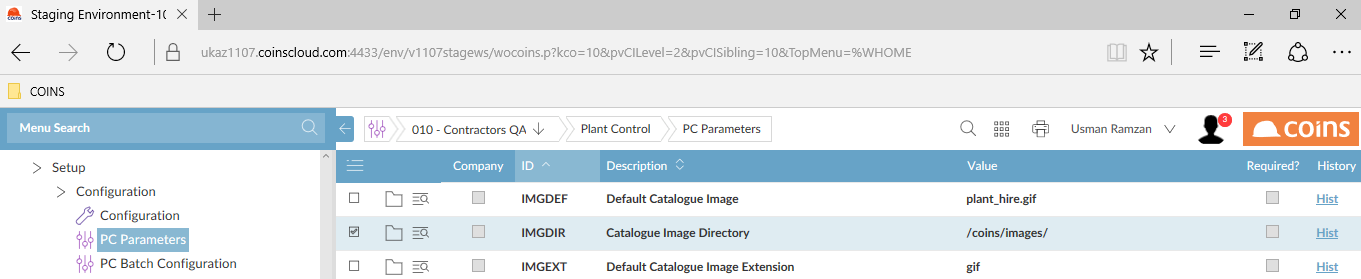 Staging Environment-10
ukaz1107.coinscloud.com:4433/env/v1107stagews/wocoins.p?kco=10&pvCILevel=2&pvCISibling=10&TopMenu=%WHOME
COINS
Menu Search
010 - Contractors QA
Plant Control
PC Parameters
Usman Ramzan
3
coins
Setup
Configuration
Configuration
PC Parameters
PC Batch Configuration
Company ID Description Value Required? History
IMGDEF Default Catalogue Image plant_hire.gif Hist
IMGDIR Catalogue Image Directory /coins/images/ Hist
IMGEXT Default Catalogue Image Extension gif Hist